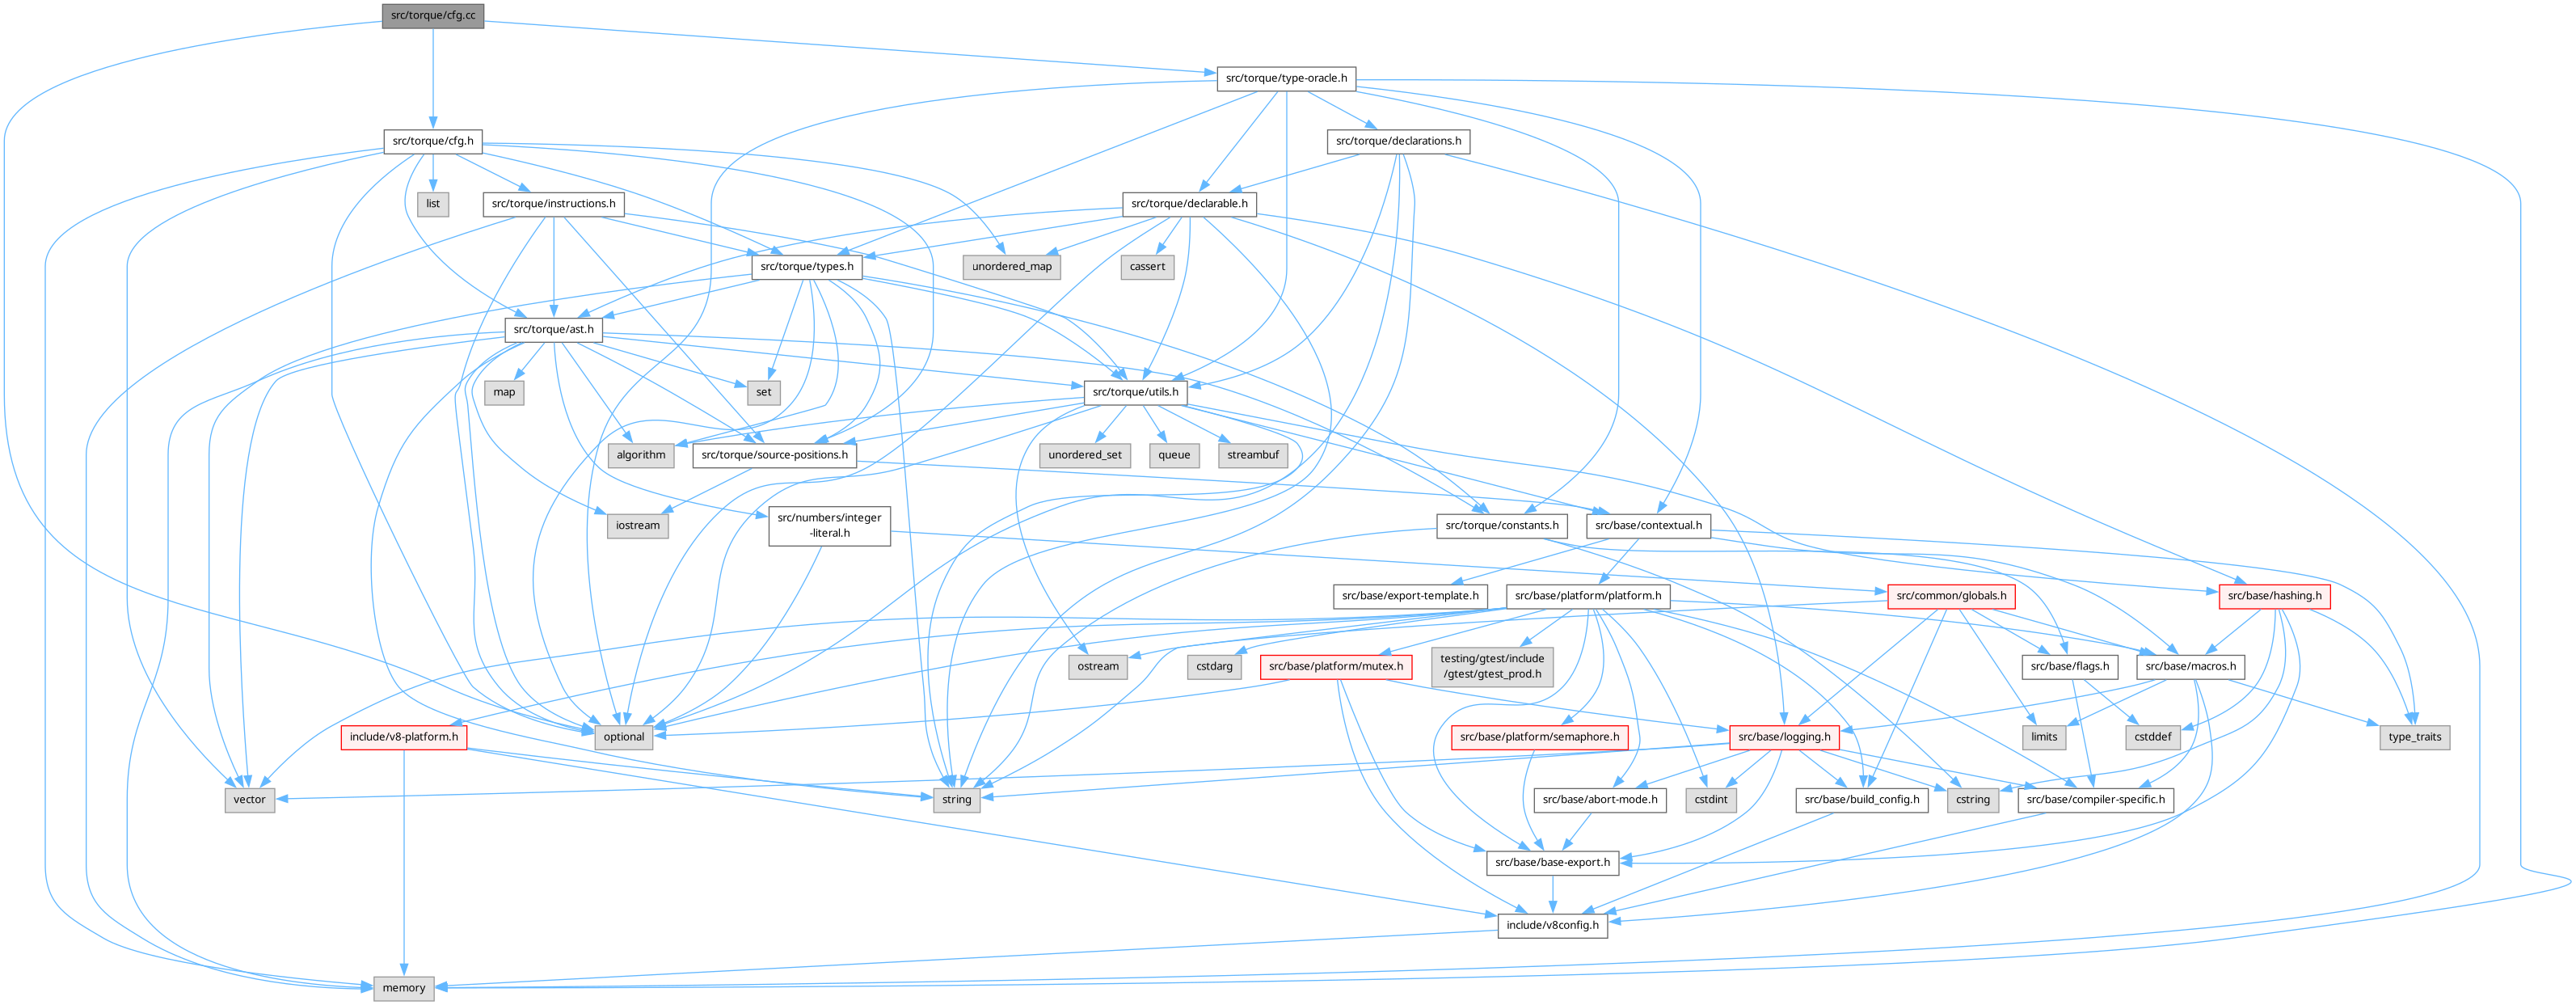 src/torque/cfg.cc
src/torque/type-oracle.h
src/torque/cfg.h
src/torque/declarations.h
list
src/torque/instructions.h
src/torque/declarable.h
src/torque/types.h
unordered_map
cassert
src/torque/ast.h
map
set
src/torque/utils.h
algorithm
src/torque/source-positions.h
unordered_set
queue
streambuf
iostream
src/numbers/integer
-literal.h
src/torque/constants.h
src/base/contextual.h
src/base/export-template.h
src/base/platform/platform.h
src/common/globals.h
src/base/hashing.h
ostream
cstdarg
src/base/platform/mutex.h
testing/gtest/include
/gtest/gtest_prod.h
src/base/flags.h
src/base/macros.h
include/v8-platform.h
optional
src/base/platform/semaphore.h
src/base/logging.h
limits
cstddef
type_traits
vector
string
src/base/abort-mode.h
cstdint
src/base/build_config.h
cstring
src/base/compiler-specific.h
src/base/base-export.h
include/v8config.h
memory